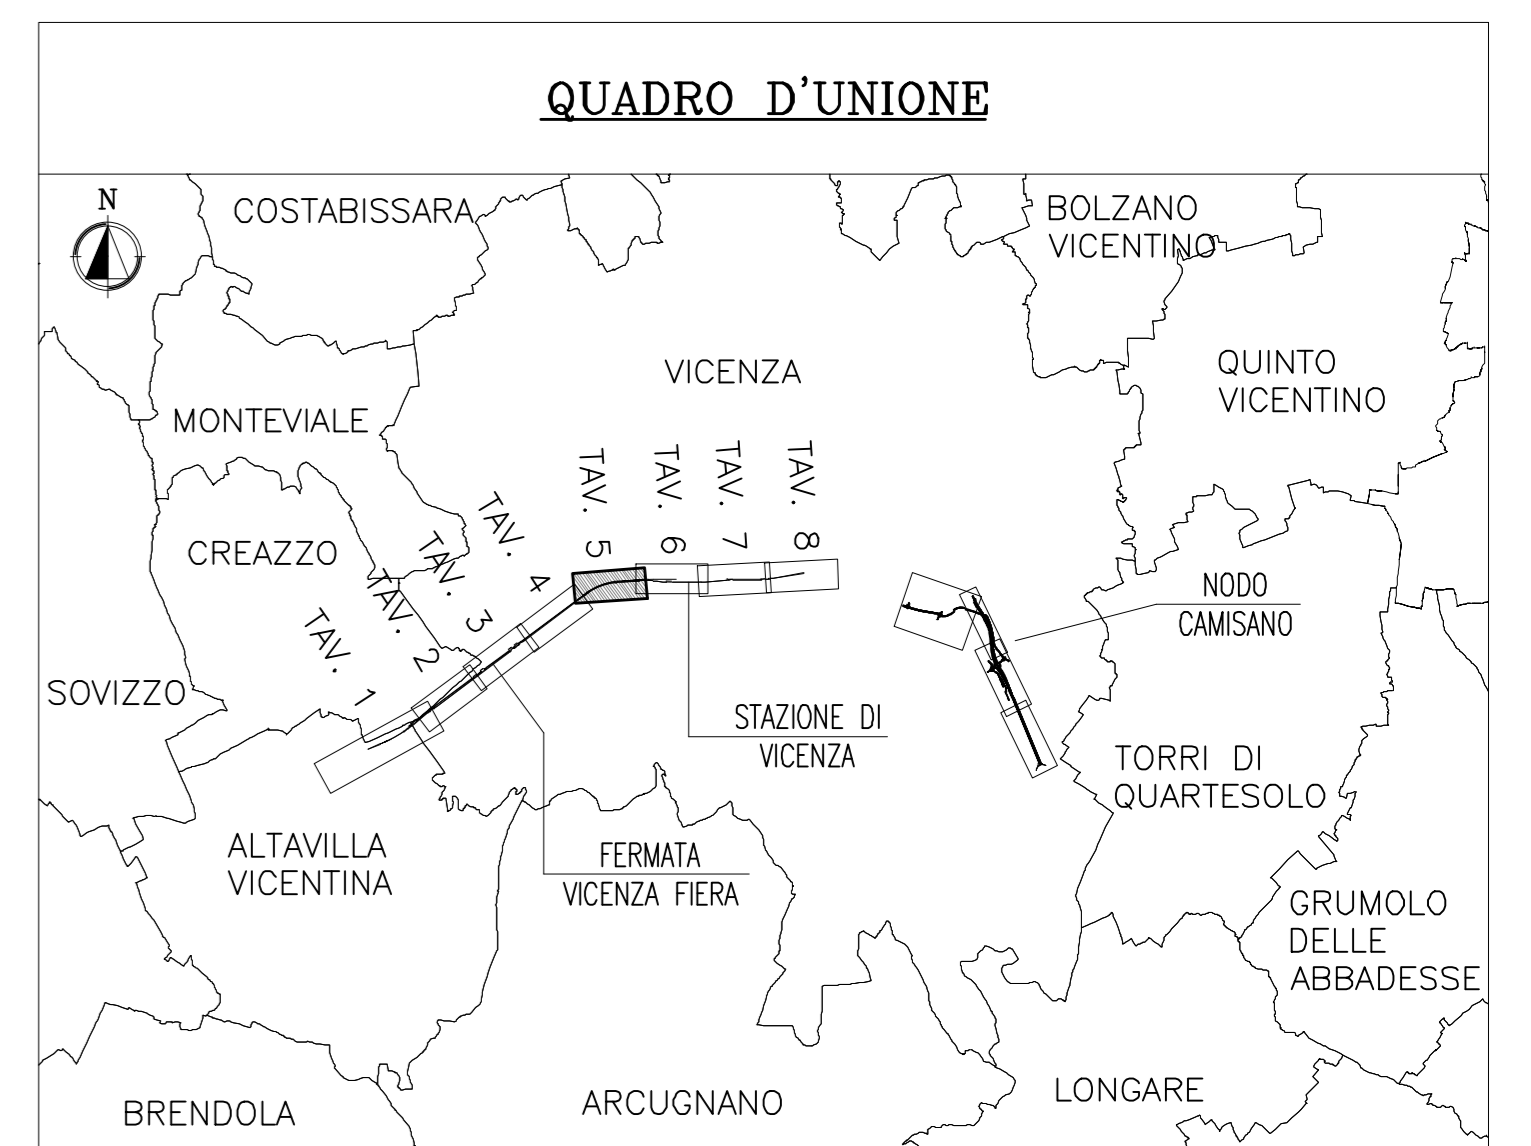 QUADRO D'UNIONE
N
COSTABISSARA
BOLZANO
VICENTINO
VICENZA
QUINTO
VICENTINO
MONTEVIALE
CREAZZO
TAV. 1
TAV. 2
TAV. 3
TAV. 4
TAV. 5
TAV. 6
TAV. 7
TAV. 8
NODO
CAMISANO
SOVIZZO
STAZIONE DI
VICENZA
TORRI DI
QUARTESOLO
ALTAVILLA
VICENTINA
FERMATA
VICENZA FIERA
GRUMOLO
DELLE
ABBADESSE
BRENDOLA
ARCUGNANO
LONGARE